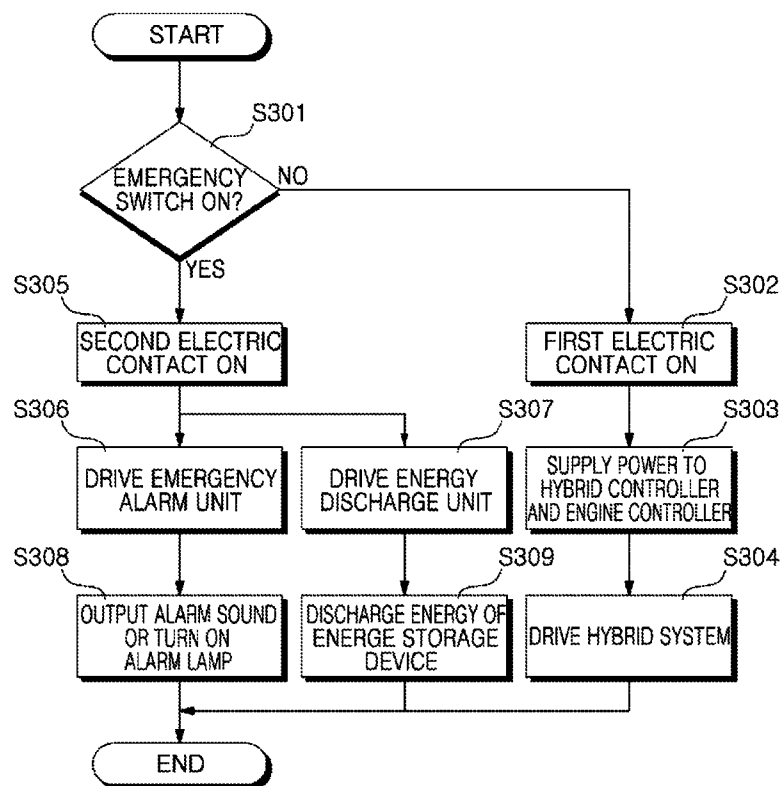 START
S301
EMERGENCY
SWITCH ON?
NO
YES
S305
SECOND ELECTRIC
CONTACT ON
S302
FIRST ELECTRIC
CONTACT ON
S306
DRIVE EMERGENCY
ALARM UNIT
S307
DRIVE ENERGY
DISCHARGE UNIT
S303
SUPPLY POWER TO
HYBRID CONTROLLER
AND ENGINE CONTROLLER
S308
OUTPUT ALARM SOUND
OR TURN ON
ALARM LAMP
S309
DISCHARGE ENERGY OF
ENERGE STORAGE
DEVICE
S304
DRIVE HYBRID SYSTEM
END